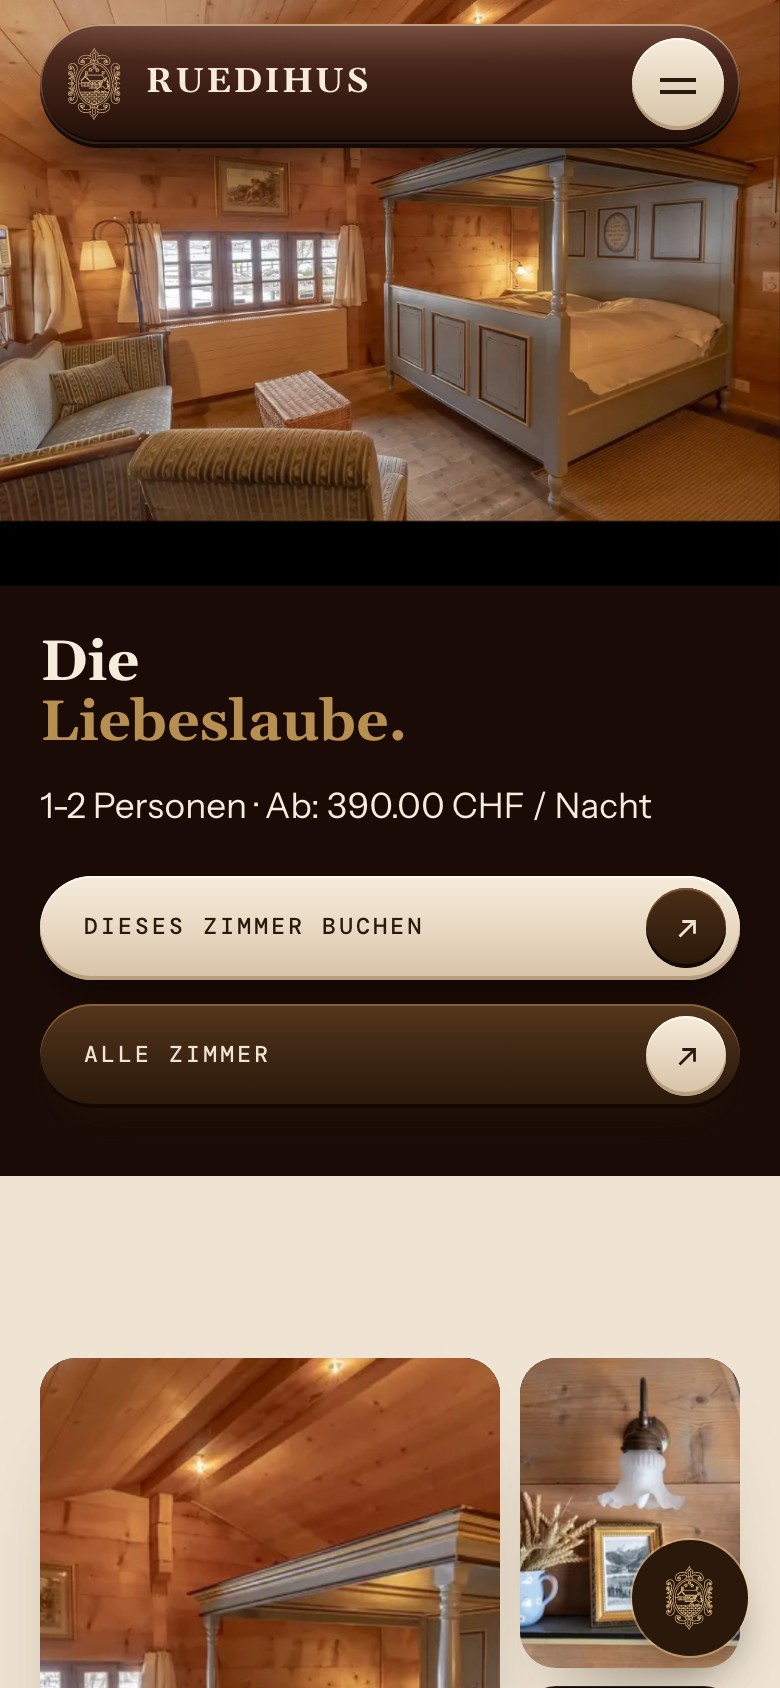 RUEDIHUS
Die
Liebeslaube.
1-2 Personen · Ab: 390.00 CHF / Nacht
DIESES ZIMMER BUCHEN
ALLE ZIMMER